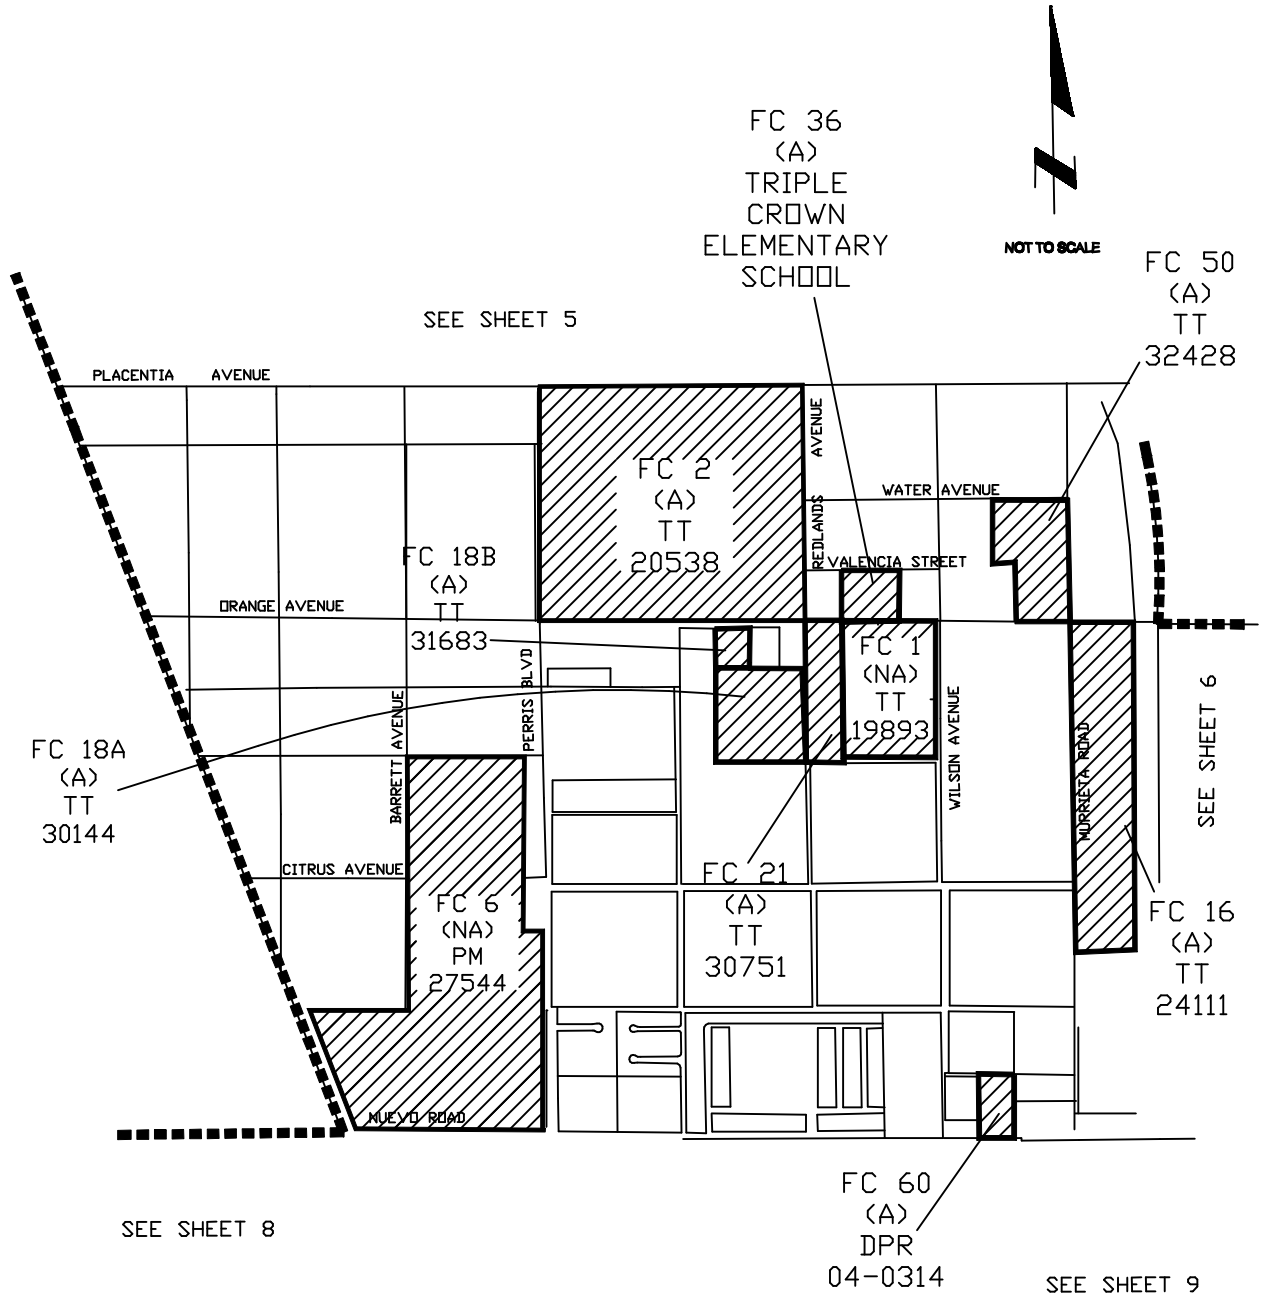 FC 36
(A)
TRIPLE
CROWN
ELEMENTARY
SCHOOL
NOT TO SCALE
FC 50
(A)
TT
32428
SEE SHEET 5
PLACENTIA AVENUE
REDLANDS AVENUE
FC 2
(A)
TT
20538
WATER AVENUE
VALENCIA STREET
FC 18B
(A)
TT
31683
ORANGE AVENUE
FC 1
(NA)
TT
19893
PERRIS BLVD
BARRETT AVENUE
WILSON AVENUE
MURRIETA ROAD
SEE SHEET 6
FC 18A
(A)
TT
30144
CITRUS AVENUE
FC 21
(A)
TT
30751
FC 6
(NA)
PM
27544
FC 16
(A)
TT
24111
NUEVO ROAD
FC 60
(A)
DPR
04-0314
SEE SHEET 8
SEE SHEET 9